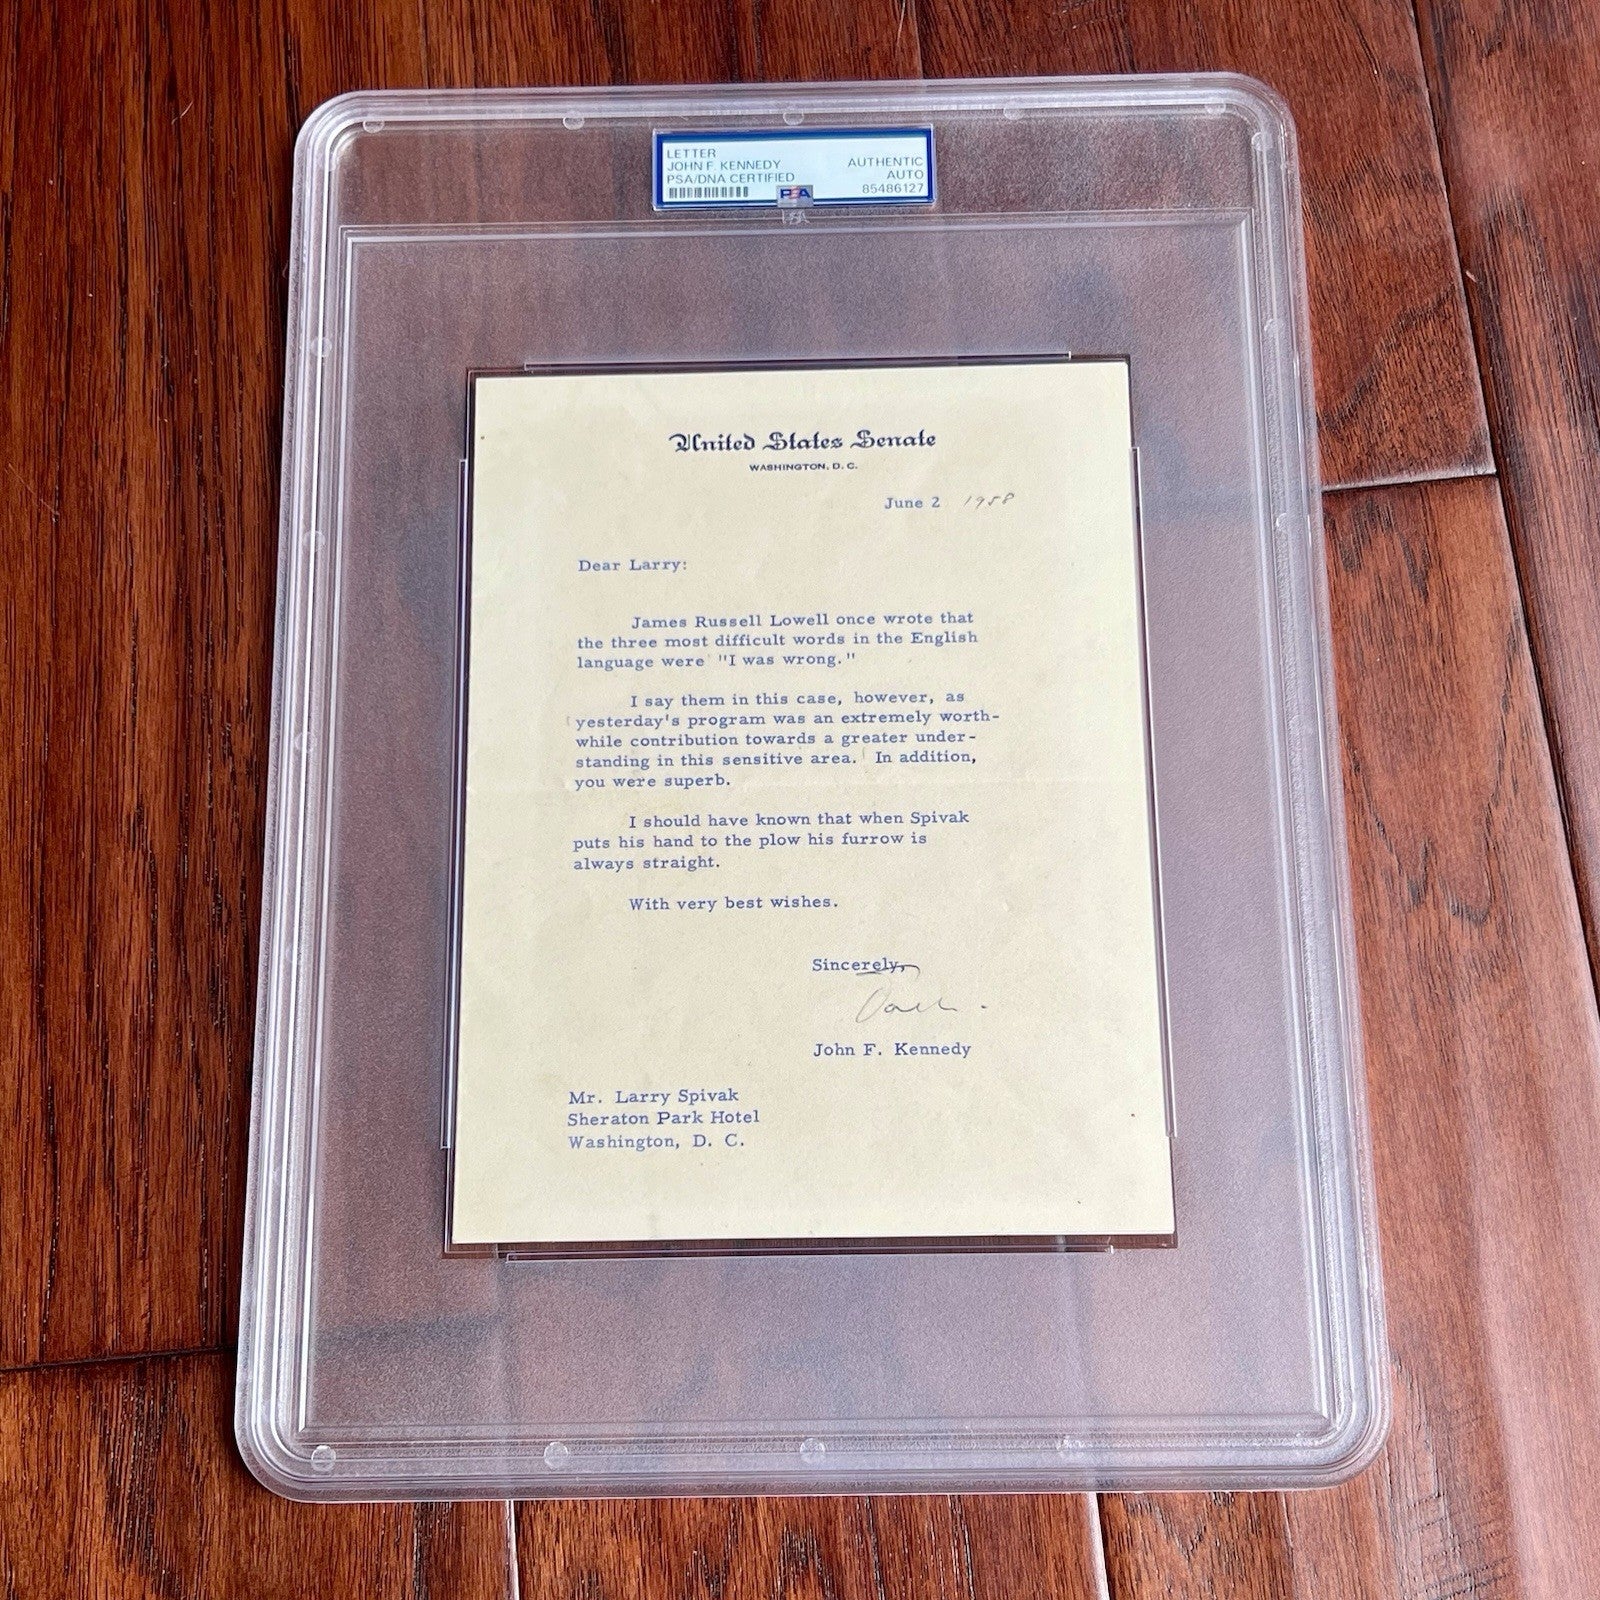 LETTER
JOHN F. KENNEDY
PSA/DNA CERTIFIED
AUTHENTIC
AUTO
85486127
PSA
United States Senate
WASHINGTON, D. C.
June 2 1958
Dear Larry:
James Russell Lowell once wrote that
the three most difficult words in the English
language were "I was wrong."
I say them in this case, however, as
yesterday's program was an extremely worth-
while contribution towards a greater under-
standing in this sensitive area. In addition,
you were superb.
I should have known that when Spivak
puts his hand to the plow his furrow is
always straight.
With very best wishes.
Sincerely,
John F. Kennedy
Mr. Larry Spivak
Sheraton Park Hotel
Washington, D. C.